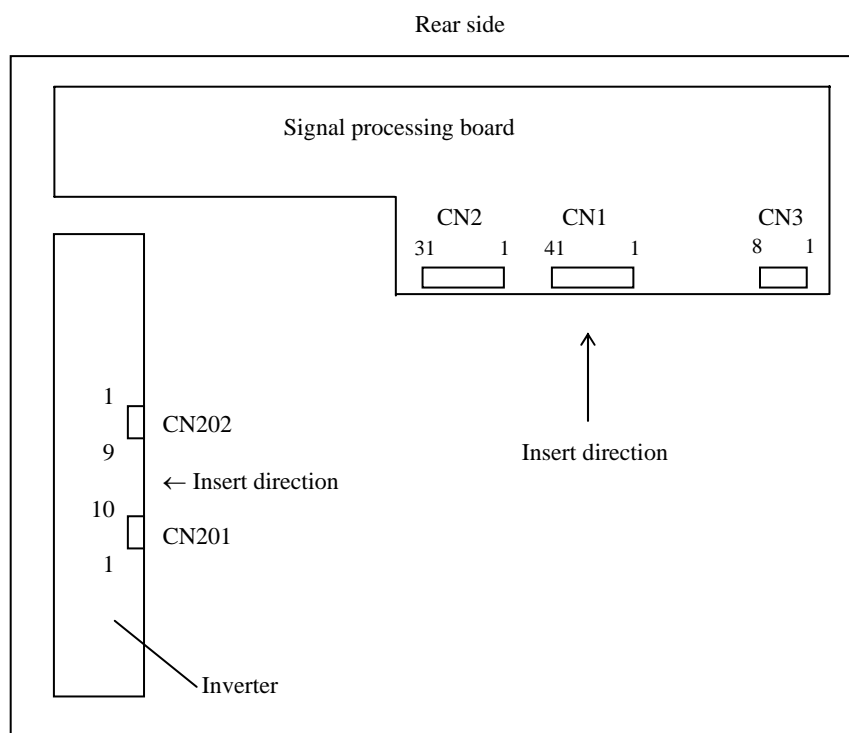 Rear side
Signal processing board
CN2 CN1 CN3
31 1 41 1 8 1
1
CN202
9
Insert direction
← Insert direction
10
CN201
1
Inverter